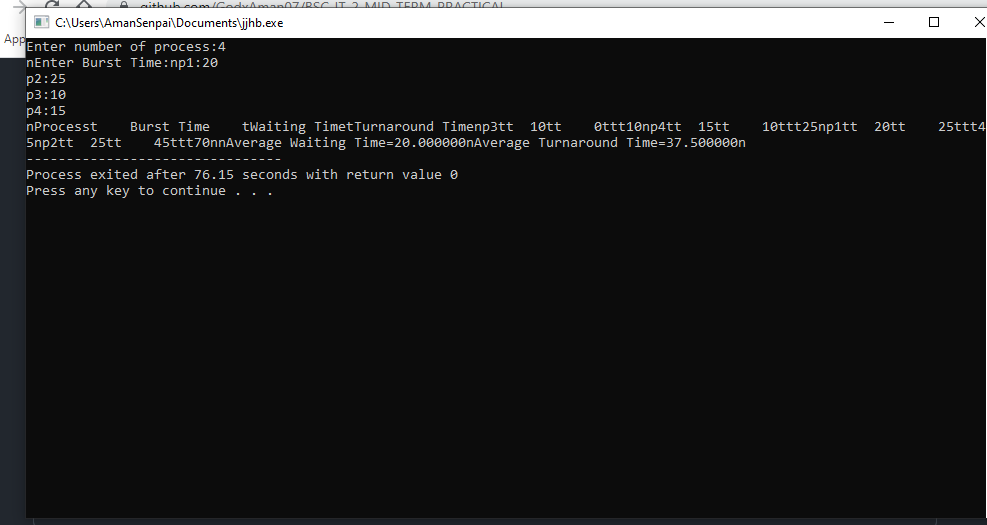 github.com/GodxAman07/BSC-IT-2-MID-TERM-PRACTICAL
App
C:\Users\AmanSenpai\Documents\jjhb.exe
Enter number of process:4
nEnter Burst Time:np1:20
p2:25
p3:10
p4:15
nProcesst    Burst Time    tWaiting TimetTurnaround Timenp3tt  10tt    0ttt10np4tt  15tt    10ttt25np1tt  20tt    25ttt4
5np2tt  25tt    45ttt70nnAverage Waiting Time=20.000000nAverage Turnaround Time=37.500000n
--------------------------------
Process exited after 76.15 seconds with return value 0
Press any key to continue . . .